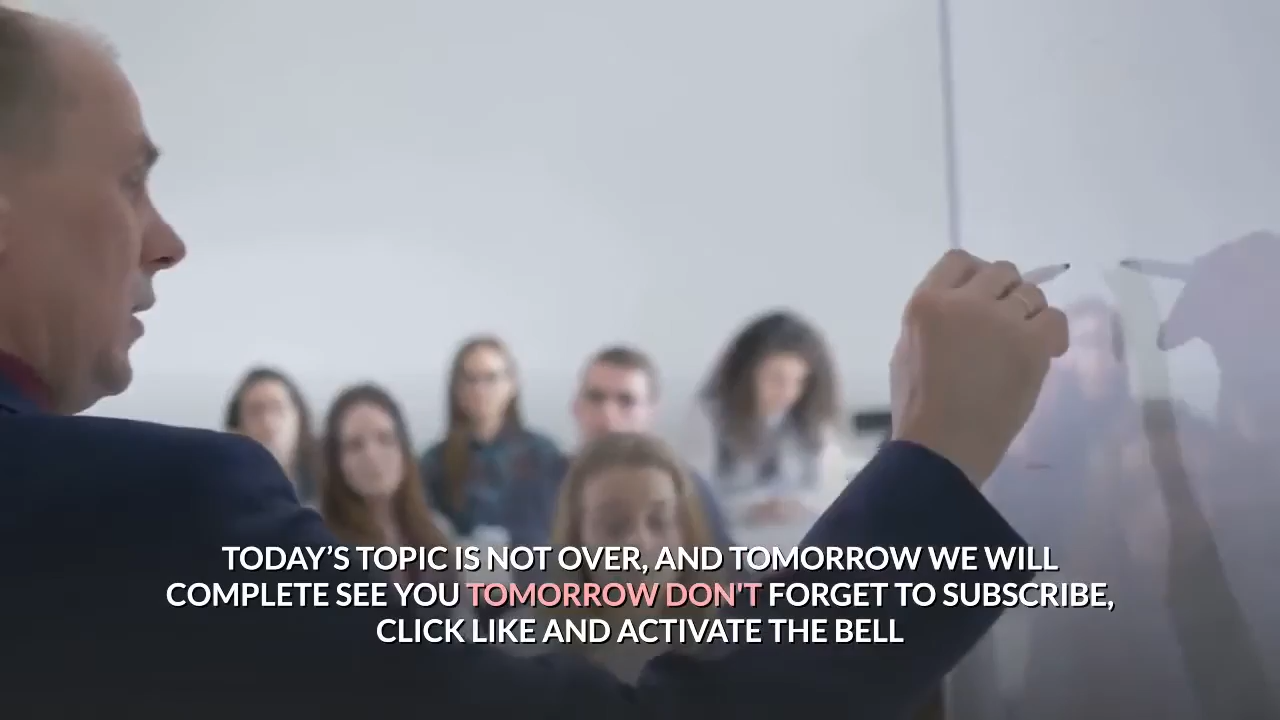 TODAY’S TOPIC IS NOT OVER, AND TOMORROW WE WILL
COMPLETE SEE YOU TOMORROW DON'T FORGET TO SUBSCRIBE,
CLICK LIKE AND ACTIVATE THE BELL